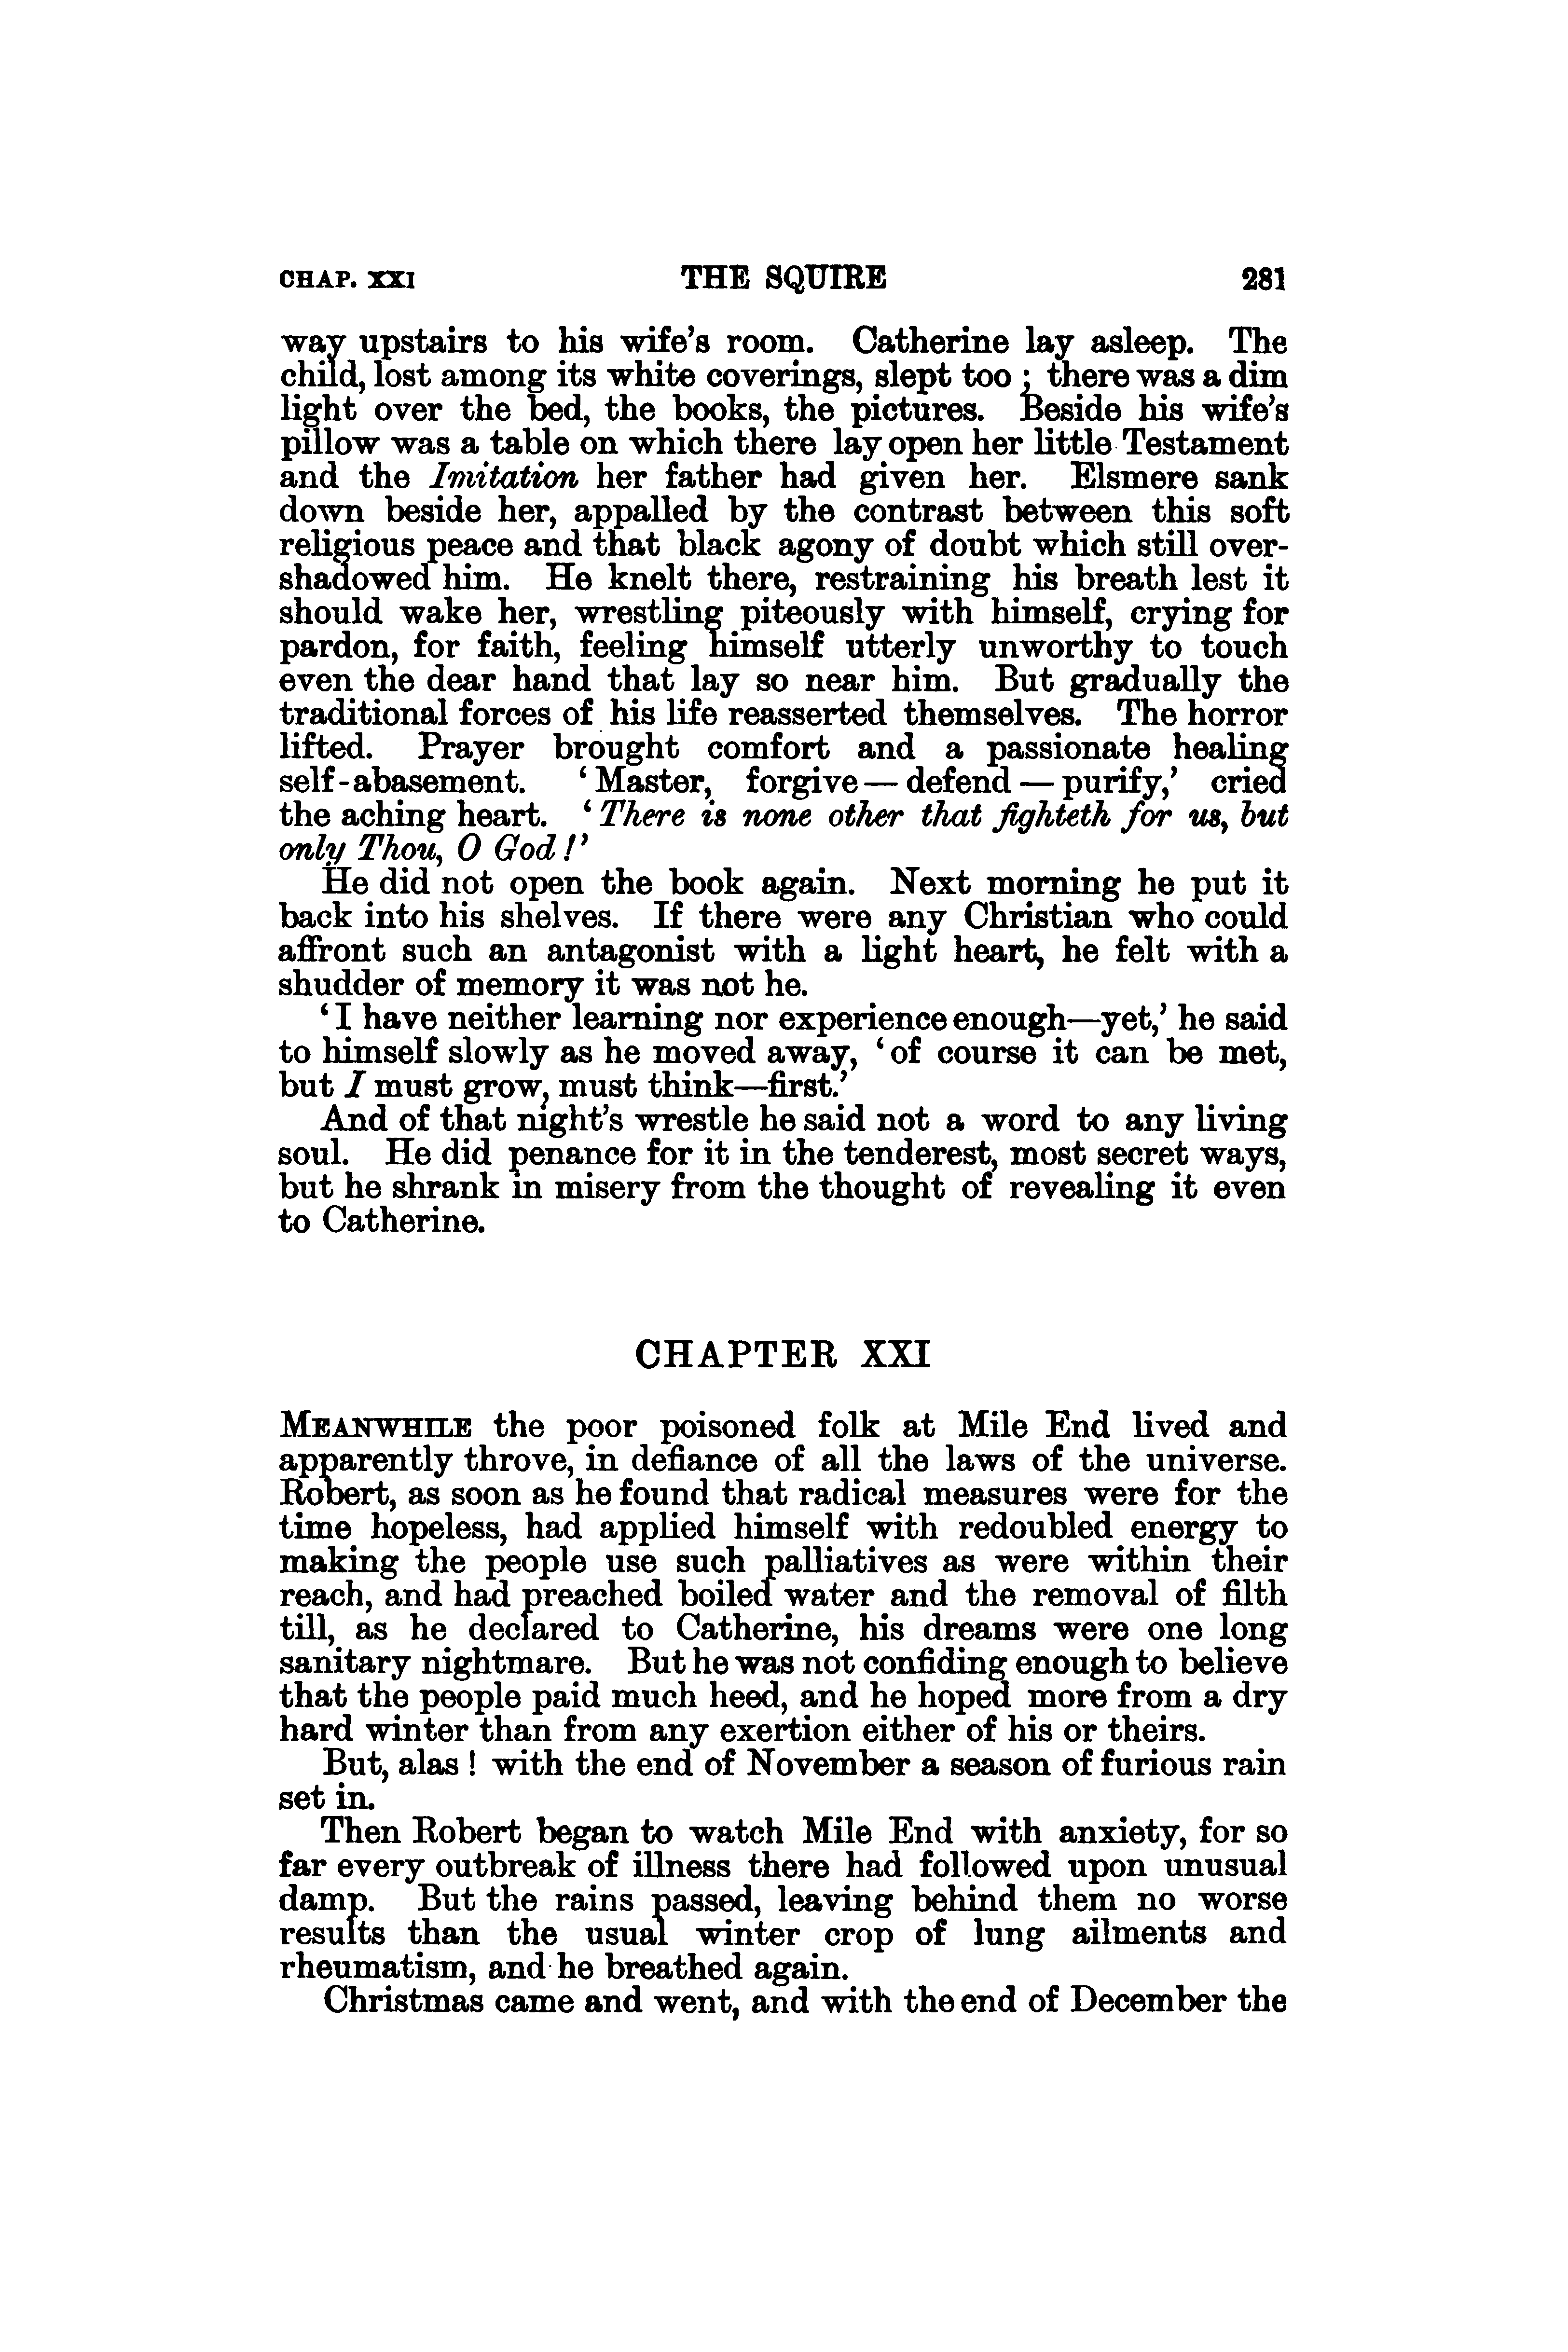 CHAP. XXI THE SQUIRE 281
way upstairs to his wife's room. Catherine lay asleep. The
child, lost among its white coverings, slept too ; there was a dim
light over the bed, the books, the pictures. Beside his wife's
pillow was a table on which there lay open her little Testament
and the Imitation her father had given her. Elsmere sank
down beside her, appalled by the contrast between this soft
religious peace and that black agony of doubt which still over-
shadowed him. He knelt there, restraining his breath lest it
should wake her, wrestling piteously with himself, crying for
pardon, for faith, feeling himself utterly unworthy to touch
even the dear hand that lay so near him. But gradually the
traditional forces of his life reasserted themselves. The horror
lifted. Prayer brought comfort and a passionate healing
self-abasement. ‘ Master, forgive — defend — purify,’ cried
the aching heart. ‘ There is none other that fighteth for us, but
only Thou, O God !’
He did not open the book again. Next morning he put it
back into his shelves. If there were any Christian who could
affront such an antagonist with a light heart, he felt with a
shudder of memory it was not he.
‘ I have neither learning nor experience enough—yet,’ he said
to himself slowly as he moved away, ‘ of course it can be met,
but I must grow, must think—first.’
And of that night's wrestle he said not a word to any living
soul. He did penance for it in the tenderest, most secret ways,
but he shrank in misery from the thought of revealing it even
to Catherine.
CHAPTER XXI
MEANWHILE the poor poisoned folk at Mile End lived and
apparently throve, in defiance of all the laws of the universe.
Robert, as soon as he found that radical measures were for the
time hopeless, had applied himself with redoubled energy to
making the people use such palliatives as were within their
reach, and had preached boiled water and the removal of filth
till, as he declared to Catherine, his dreams were one long
sanitary nightmare. But he was not confiding enough to believe
that the people paid much heed, and he hoped more from a dry
hard winter than from any exertion either of his or theirs.
But, alas ! with the end of November a season of furious rain
set in.
Then Robert began to watch Mile End with anxiety, for so
far every outbreak of illness there had followed upon unusual
damp. But the rains passed, leaving behind them no worse
results than the usual winter crop of lung ailments and
rheumatism, and he breathed again.
Christmas came and went, and with the end of December the